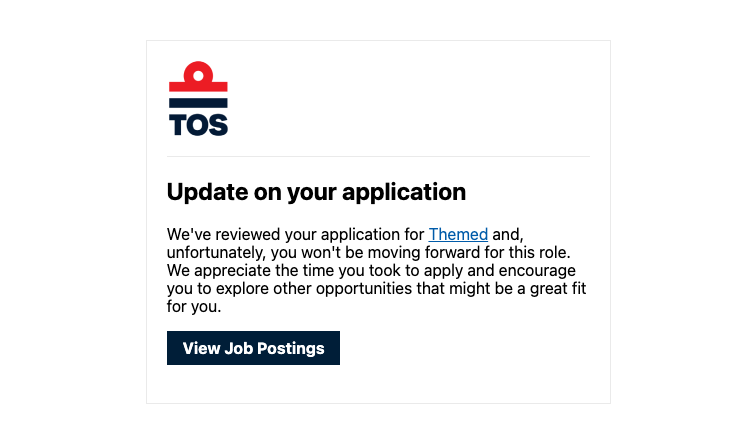 TOS
Update on your application
We've reviewed your application for Themed and,
unfortunately, you won't be moving forward for this role.
We appreciate the time you took to apply and encourage
you to explore other opportunities that might be a great fit
for you.
View Job Postings